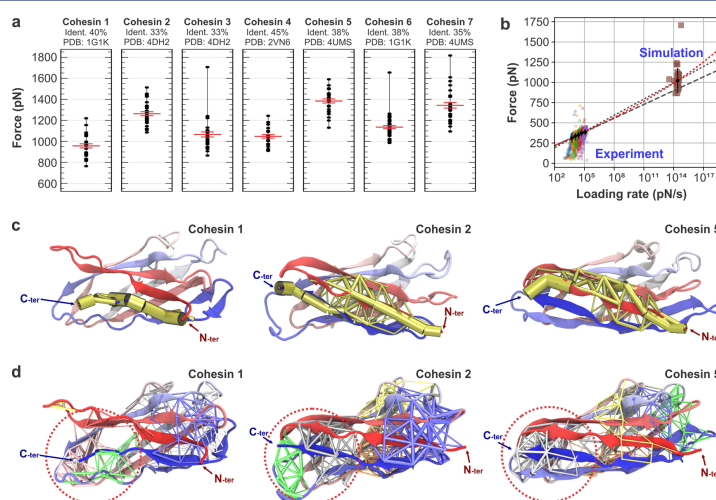 a
Cohesin 1 Cohesin 2 Cohesin 3 Cohesin 4 Cohesin 5 Cohesin 6 Cohesin 7
Ident. 40% Ident. 33% Ident. 33% Ident. 45% Ident. 38% Ident. 38% Ident. 35%
PDB: 1G1K PDB: 4DH2 PDB: 4DH2 PDB: 2VN6 PDB: 4UMS PDB: 1G1K PDB: 4UMS
Force (pN)
1800
1600
1400
1200
1000
800
600
b
Force (pN)
1750
1500
1250
1000
750
500
250
0
Simulation
Experiment
10² 10⁵ 10⁸ 10¹¹ 10¹⁴ 10¹⁷
Loading rate (pN/s)
c
Cohesin 1 Cohesin 2 Cohesin 5
C-ter C-ter C-ter
N-ter N-ter N-te
d
Cohesin 1 Cohesin 2 Cohesin 5
C-ter C-ter C-ter
N-ter N-ter N-te